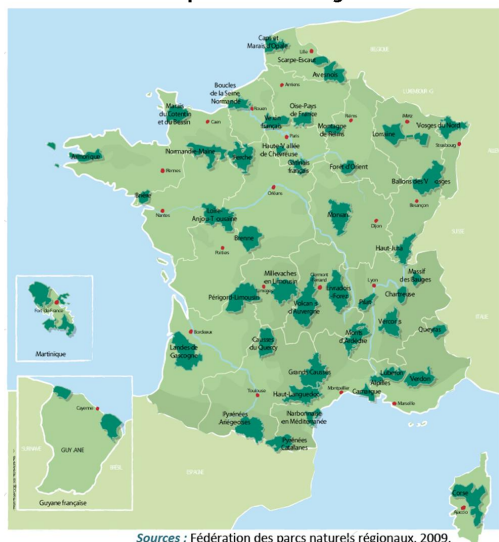 Caps et
Marais d'Opale
Lille
BELGIQUE
Scarpe-Escaut
Avesnois
Amiens
LUXEMBOURG
Boucles
de la Seine
Normande
Rouen
Oise-Pays
de France
Marais
du Cotentin
et du Bessin
Caen
Vexin
français
Reims
Metz
Vosges du Nord
Montagne
de Reims
Lorraine
Paris
Haute Vallée
de Chevreuse
Strasbourg
Armorique
Normandie-Maine
Perche
Gâtinais
français
Forêt d'Orient
Rennes
Ballons des Vosges
Orléans
Brière
Nantes
Loire
Anjou-Touraine
Morvan
Besançon
Dijon
Brenne
Haut-Jura
Poitiers
Massif
des Bauges
Millevaches
en Limousin
Clermont
Ferrand
Lyon
Limoges
Périgord-Limousin
Livradois
Forez
Chartreuse
Pilat
Volcans
d'Auvergne
Vercors
Queyras
Bordeaux
Landes de
Gascogne
Causses
du Quercy
Monts
d'Ardèche
Grands Causses
Luberon
Verdon
Alpilles
Toulouse
Haut-Languedoc
Montpellier
Camargue
Marseille
Narbonnaise
en Méditerranée
Pyrénées
Ariégeoises
Pyrénées
Catalanes
Corse
Ajaccio
Fort de France
Martinique
Cayenne
GUYANE
Guyane française
Sources : Fédération des parcs naturels régionaux, 2009.